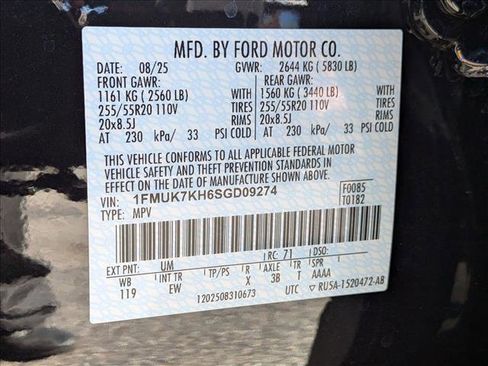 MFD. BY FORD MOTOR CO.
DATE: 08/25 GVWR: 2644 KG ( 5830 LB)
FRONT GAWR: REAR GAWR:
1161 KG ( 2560 LB) 1560 KG ( 3440 LB)
255/55R20 110V TIRES 255/55R20 110V
20x8.5J RIMS 20x8.5J
AT 230 kPa/ 33 PSI COLD AT 230 kPa/ 33 PSI COLD
THIS VEHICLE CONFORMS TO ALL APPLICABLE FEDERAL MOTOR
VEHICLE SAFETY AND THEFT PREVENTION STANDARDS IN
EFFECT ON THE DATE OF MANUFACTURE SHOWN ABOVE.
VIN: 1FMUK7KH6SGD09274 F0085
TYPE: MPV T0182
EXT PNT: UM RC: 71 DSO:
WB INT TR TP/PS R AXLE TR SPR
119 EW 3B T AAAA
1202508310673 UTC RU5A-1520472-AB